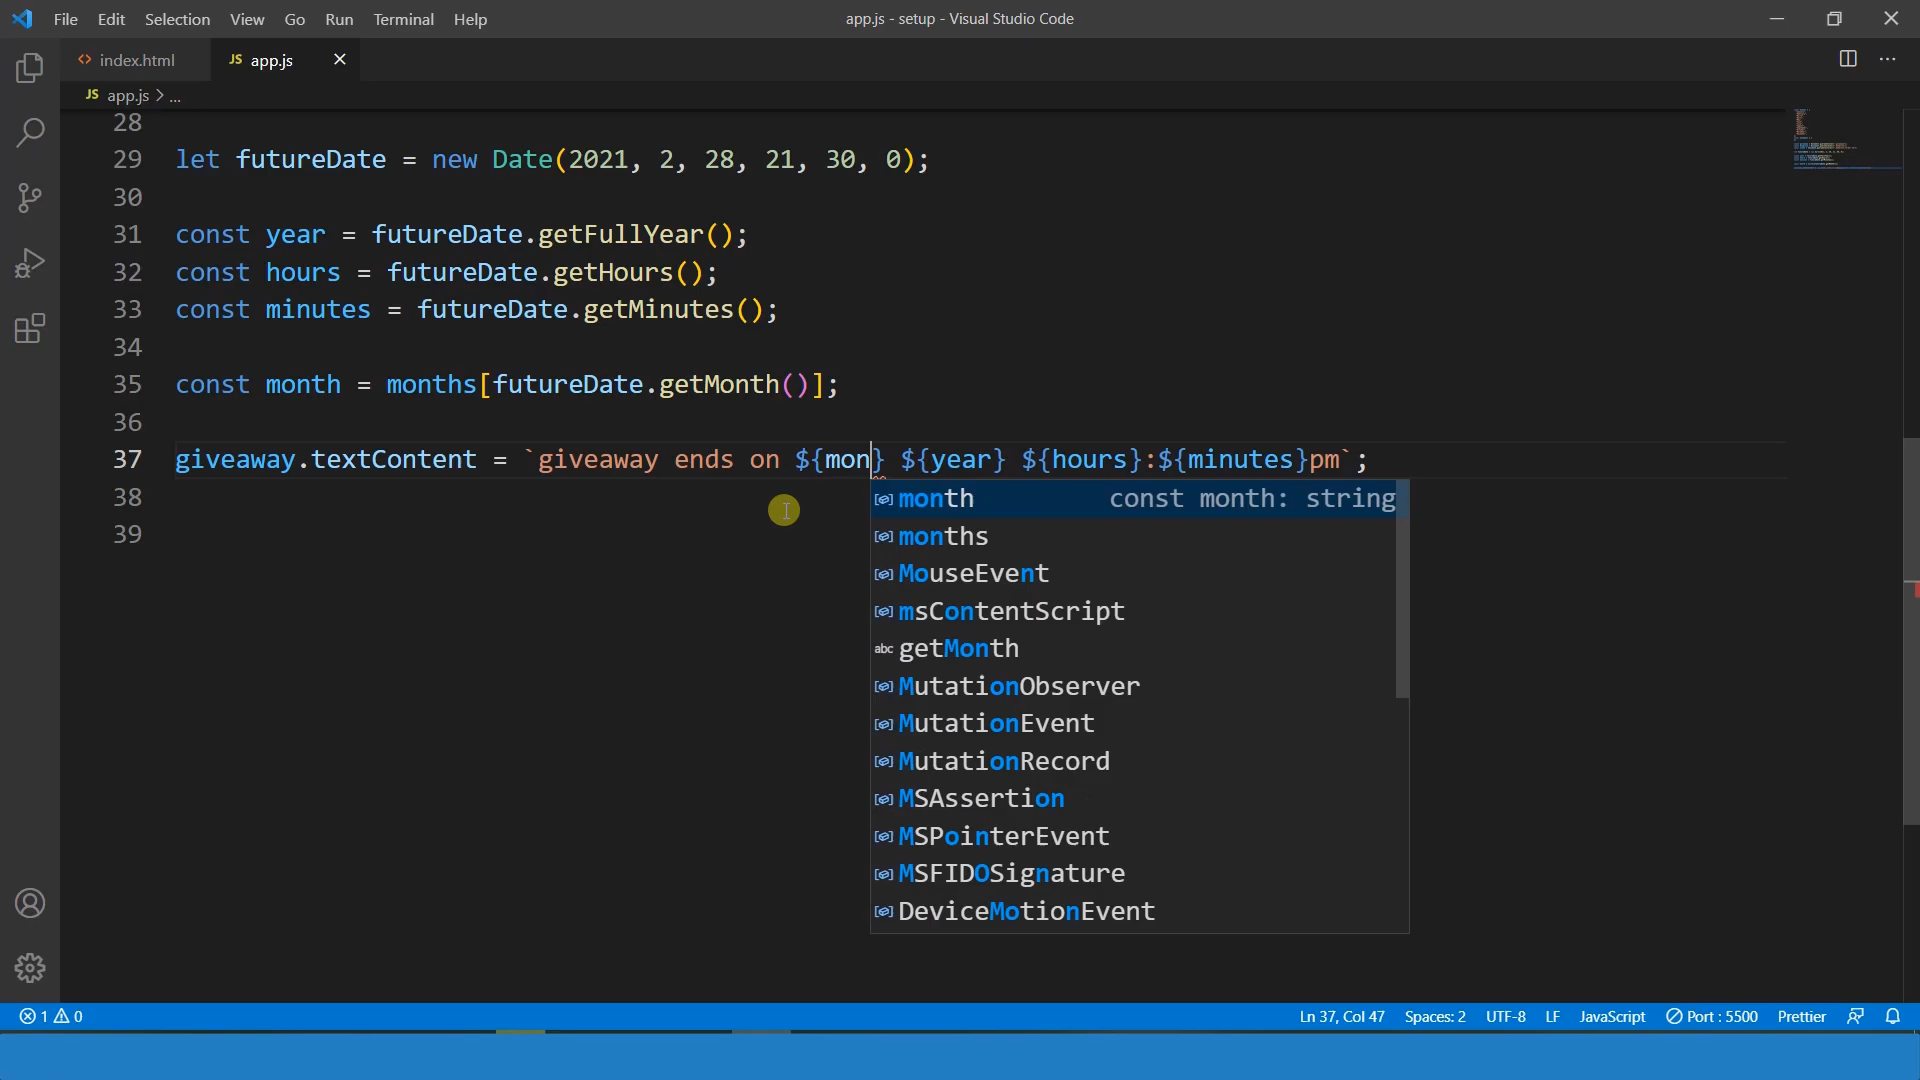 File Edit Selection View Go Run Terminal Help
app.js - setup - Visual Studio Code
<> index.html
JS app.js
JS app.js > ...
28
29 let futureDate = new Date(2021, 2, 28, 21, 30, 0);
30
31 const year = futureDate.getFullYear();
32 const hours = futureDate.getHours();
33 const minutes = futureDate.getMinutes();
34
35 const month = months[futureDate.getMonth()];
36
37 giveaway.textContent = `giveaway ends on ${mon} ${year} ${hours}:${minutes}pm`;
38
39
month const month: string
months
MouseEvent
msContentScript
abc getMonth
MutationObserver
MutationEvent
MutationRecord
MSAssertion
MSPointerEvent
MSFIDOSignature
DeviceMotionEvent
1 0
Ln 37, Col 47 Spaces: 2 UTF-8 LF JavaScript Port : 5500 Prettier